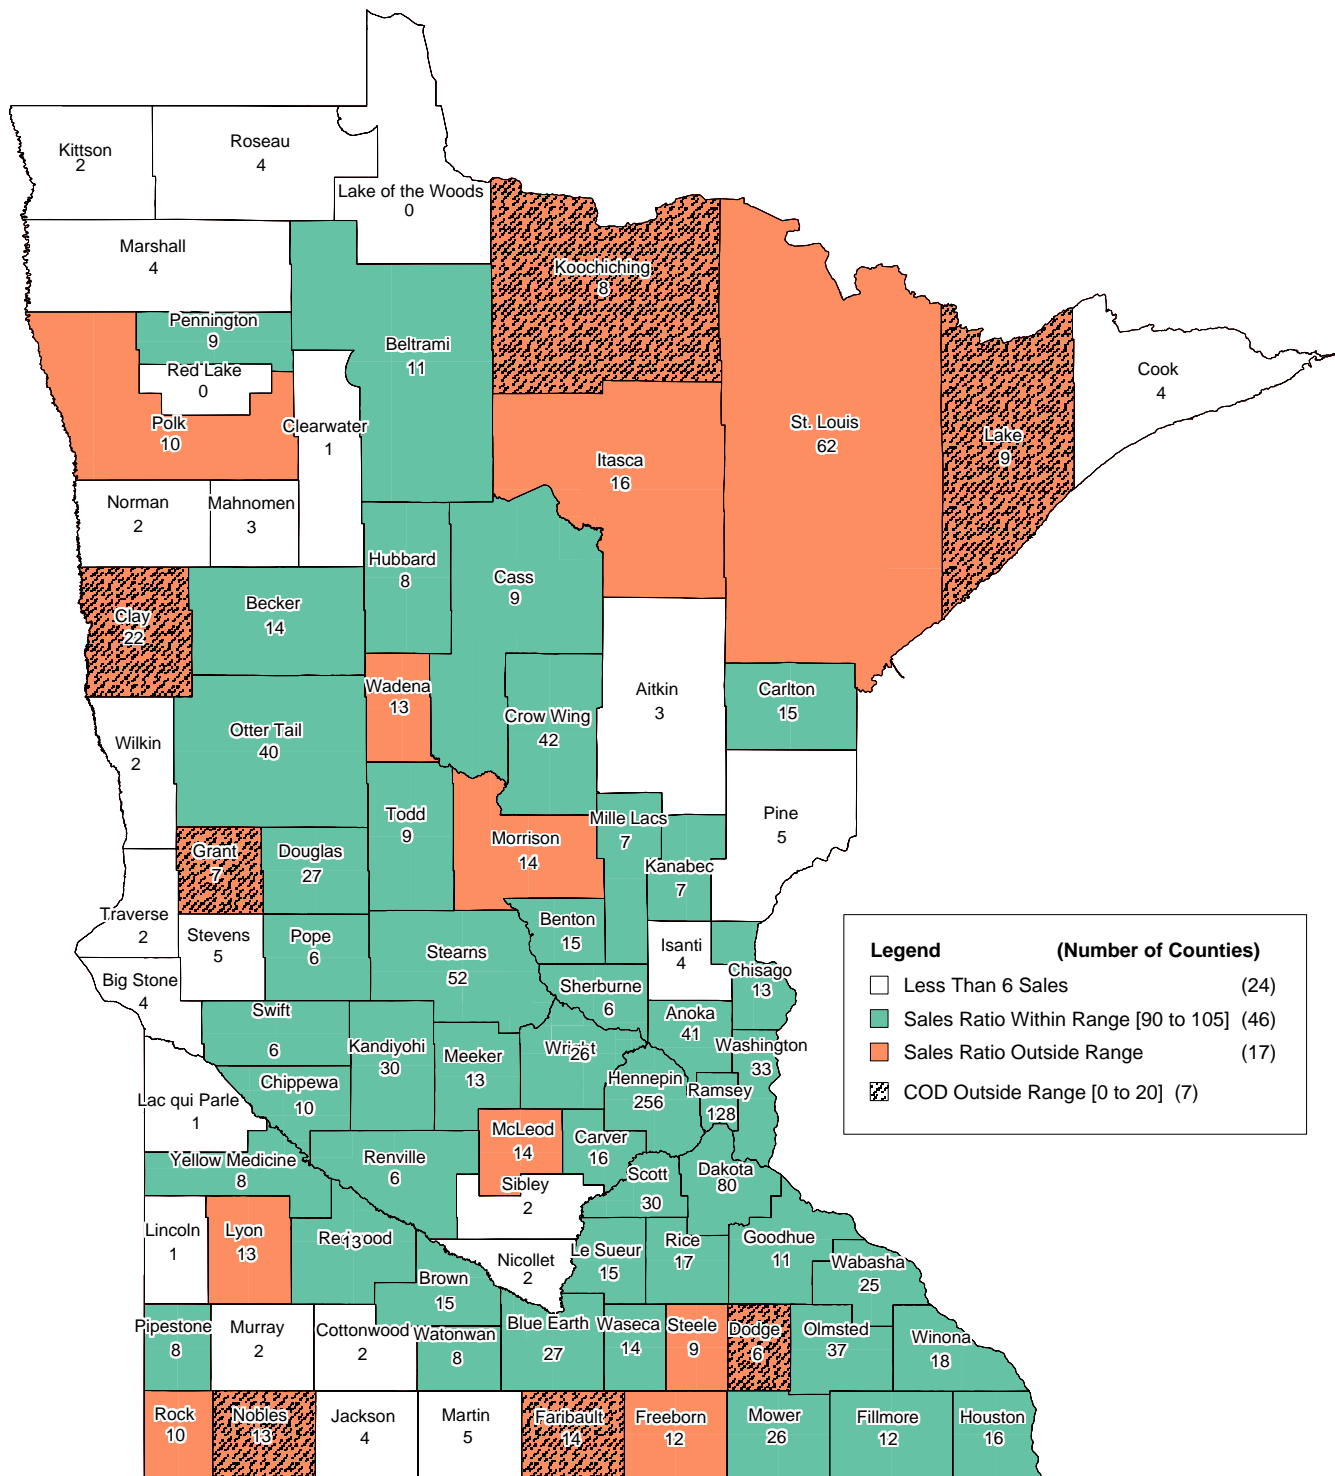 Kittson
2
Roseau
4
Lake of the Woods
0
Marshall
4
Koochiching
8
Pennington
9
Beltrami
11
Red Lake
0
Cook
4
Polk
10
Clearwater
1
St. Louis
62
Lake
9
Itasca
16
Norman
2
Mahnomen
3
Hubbard
8
Cass
9
Becker
14
Clay
22
Wadena
13
Aitkin
3
Carlton
15
Otter Tail
40
Crow Wing
42
Wilkin
2
Todd
9
Mille Lacs
7
Pine
5
Morrison
14
Grant
7
Douglas
27
Kanabec
7
Traverse
2
Stevens
5
Pope
6
Benton
15
Isanti
4
Stearns
52
Chisago
13
Big Stone
4
Sherburne
6
Swift
6
Anoka
41
Kandiyohi
30
Meeker
13
Wright
26
Washington
33
Hennepin
256
Ramsey
128
Chippewa
10
Lac qui Parle
1
McLeod
14
Carver
16
Yellow Medicine
8
Renville
6
Scott
30
Dakota
80
Sibley
2
Lincoln
1
Lyon
13
Redwood
13
Nicollet
2
Le Sueur
15
Rice
17
Goodhue
11
Wabasha
25
Brown
15
Pipestone
8
Murray
2
Cottonwood
2
Watonwan
8
Blue Earth
27
Waseca
14
Steele
9
Dodge
6
Olmsted
37
Winona
18
Rock
10
Nobles
13
Jackson
4
Martin
5
Faribault
14
Freeborn
12
Mower
26
Fillmore
12
Houston
16
Legend (Number of Counties)
Less Than 6 Sales (24)
Sales Ratio Within Range [90 to 105] (46)
Sales Ratio Outside Range (17)
COD Outside Range [0 to 20] (7)